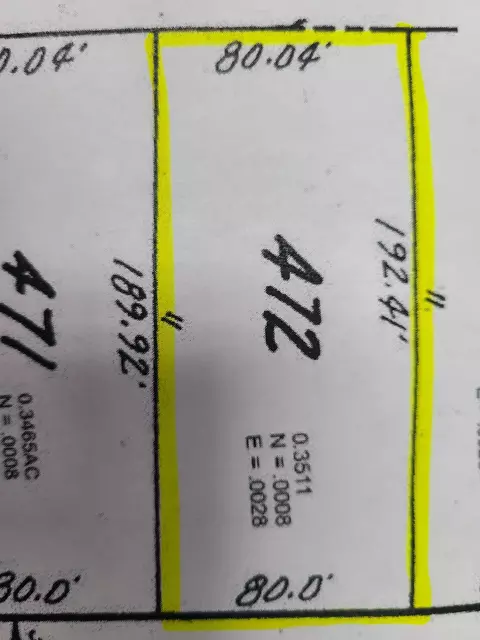 0.04'
80.04'
189.92'
"
192.41'
"
471
472
0.3465AC
N = .0008
0.3511
N = .0008
E = .0028
80.0'
80.0'